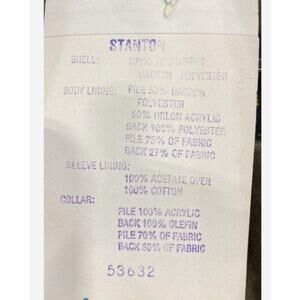 STANTON
SHELL: 100%
DACRON POLYESTER
BODY LINING: PILE 50% DACRON
POLYESTER
50% ORLON ACRYLIC
BACK 100% POLYESTER
PILE 73% OF FABRIC
BACK 27% OF FABRIC
SLEEVE LINING:
100% ACETATE OVER
100% COTTON
COLLAR:
PILE 100% ACRYLIC
BACK 100% OLEFIN
PILE 70% OF FABRIC
BACK 30% OF FABRIC
53632